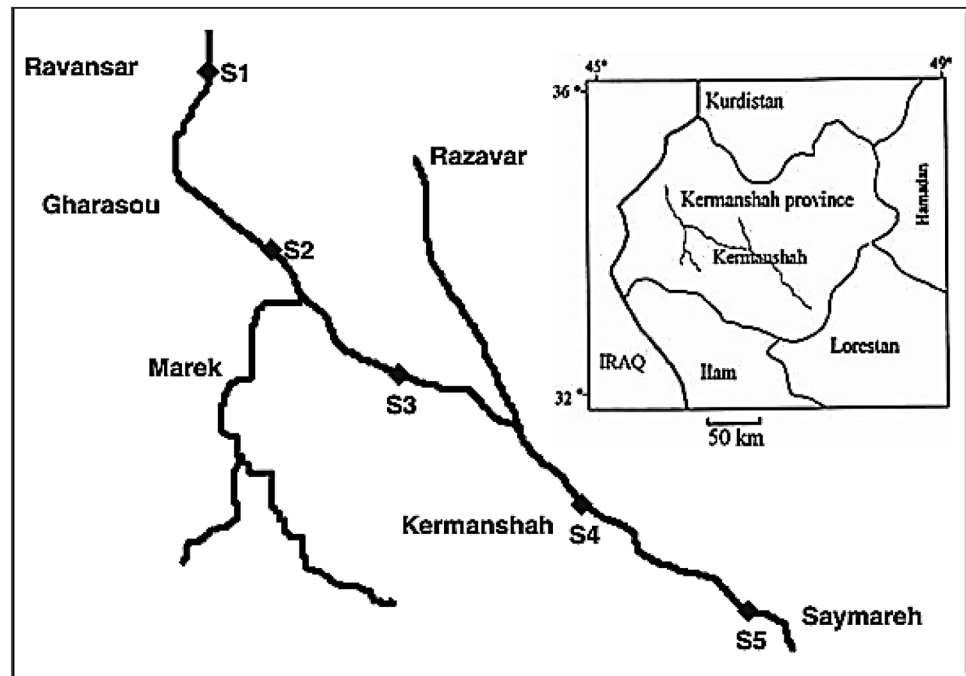 Ravansar
S1
Gharasou
S2
Razavar
Marek
S3
Kermanshah
S4
S5
Saymareh
45°
49°
36°
32°
Kurdistan
Kermanshah province
Kermanshah
Hamadan
IRAQ
Ilam
Lorestan
50 km